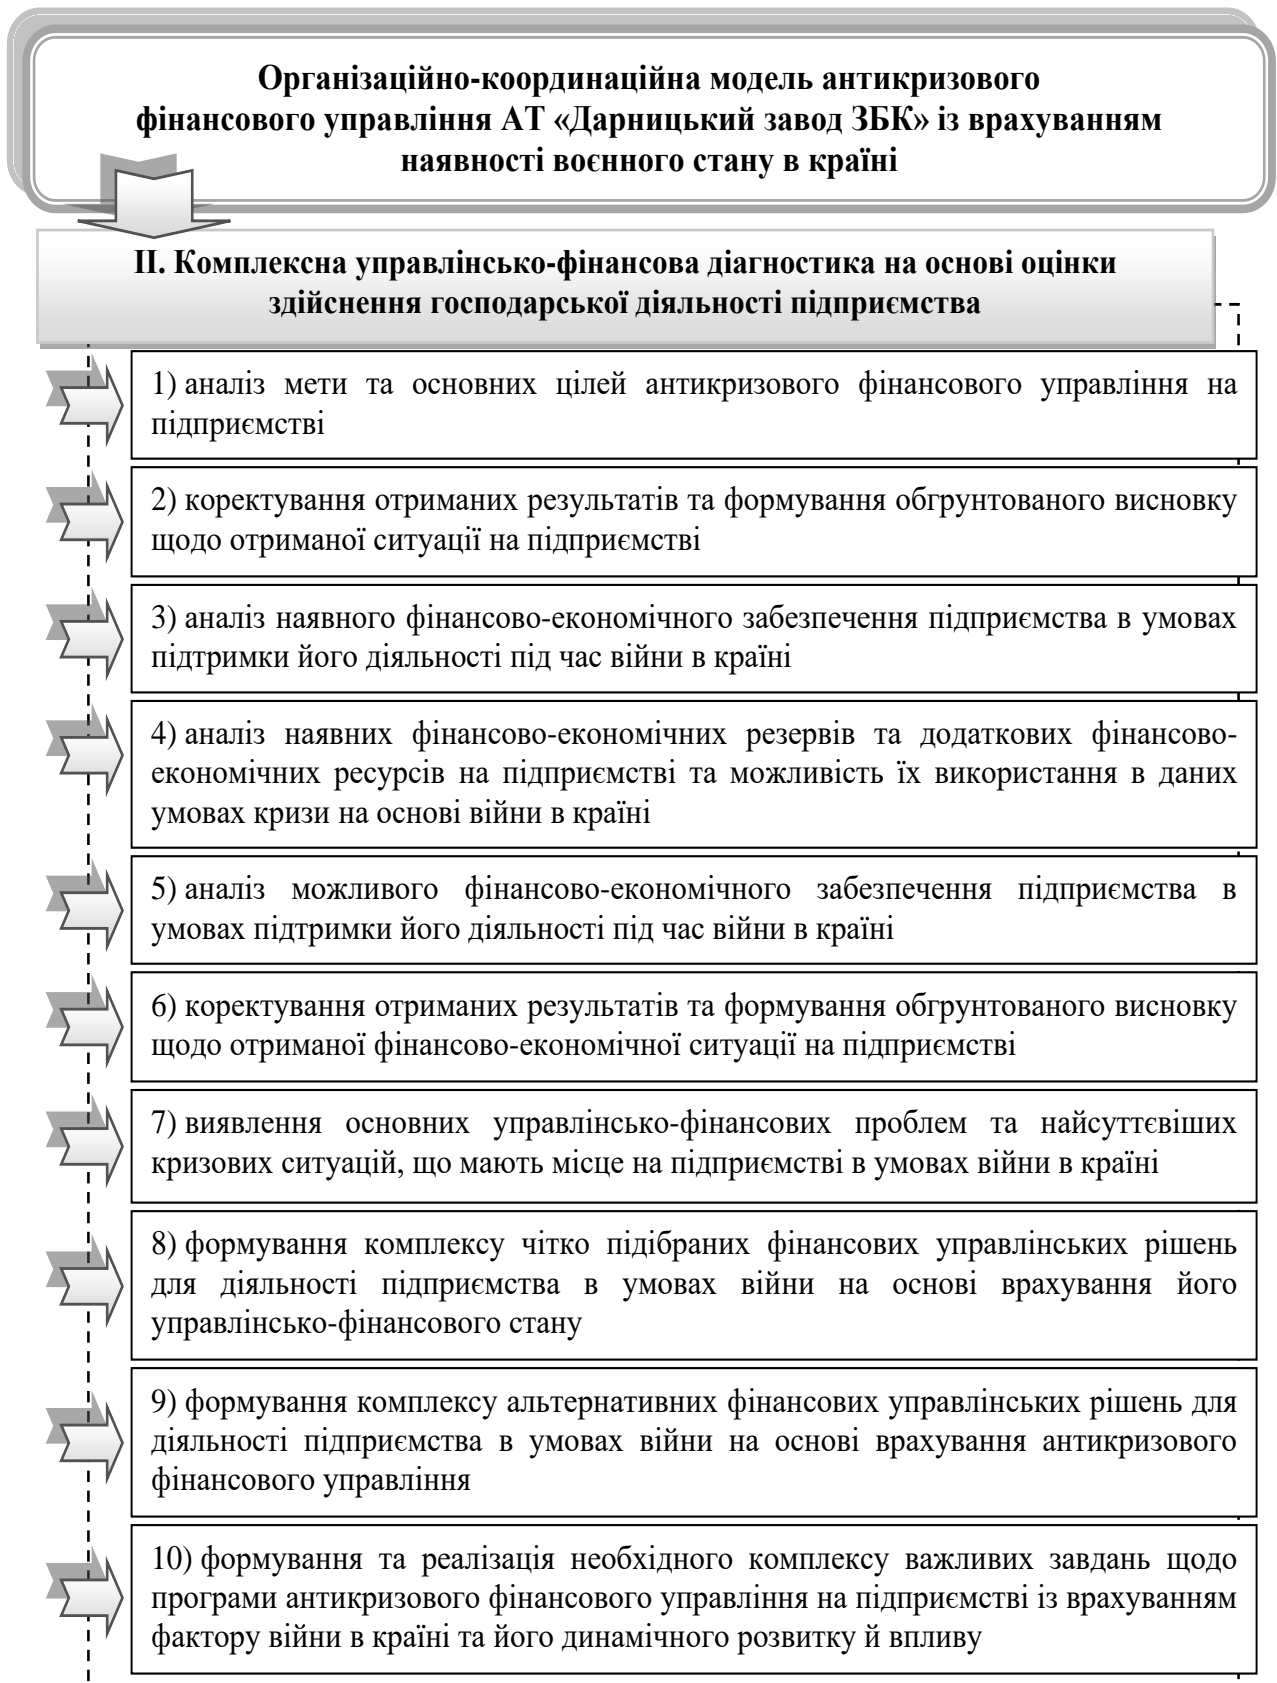 Організаційно-координаційна модель антикризового
фінансового управління АТ «Дарницький завод ЗБК» із врахуванням
наявності воєнного стану в країні
ІІ. Комплексна управлінсько-фінансова діагностика на основі оцінки
здійснення господарської діяльності підприємства
1) аналіз мети та основних цілей антикризового фінансового управління на
підприємстві
2) коректування отриманих результатів та формування обгрунтованого висновку
щодо отриманої ситуації на підприємстві
3) аналіз наявного фінансово-економічного забезпечення підприємства в умовах
підтримки його діяльності під час війни в країні
4) аналіз наявних фінансово-економічних резервів та додаткових фінансово-
економічних ресурсів на підприємстві та можливість їх використання в даних
умовах кризи на основі війни в країні
5) аналіз можливого фінансово-економічного забезпечення підприємства в
умовах підтримки його діяльності під час війни в країні
6) коректування отриманих результатів та формування обгрунтованого висновку
щодо отриманої фінансово-економічної ситуації на підприємстві
7) виявлення основних управлінсько-фінансових проблем та найсуттєвіших
кризових ситуацій, що мають місце на підприємстві в умовах війни в країні
8) формування комплексу чітко підібраних фінансових управлінських рішень
для діяльності підприємства в умовах війни на основі врахування його
управлінсько-фінансового стану
9) формування комплексу альтернативних фінансових управлінських рішень для
діяльності підприємства в умовах війни на основі врахування антикризового
фінансового управління
10) формування та реалізація необхідного комплексу важливих завдань щодо
програми антикризового фінансового управління на підприємстві із врахуванням
фактору війни в країні та його динамічного розвитку й впливу